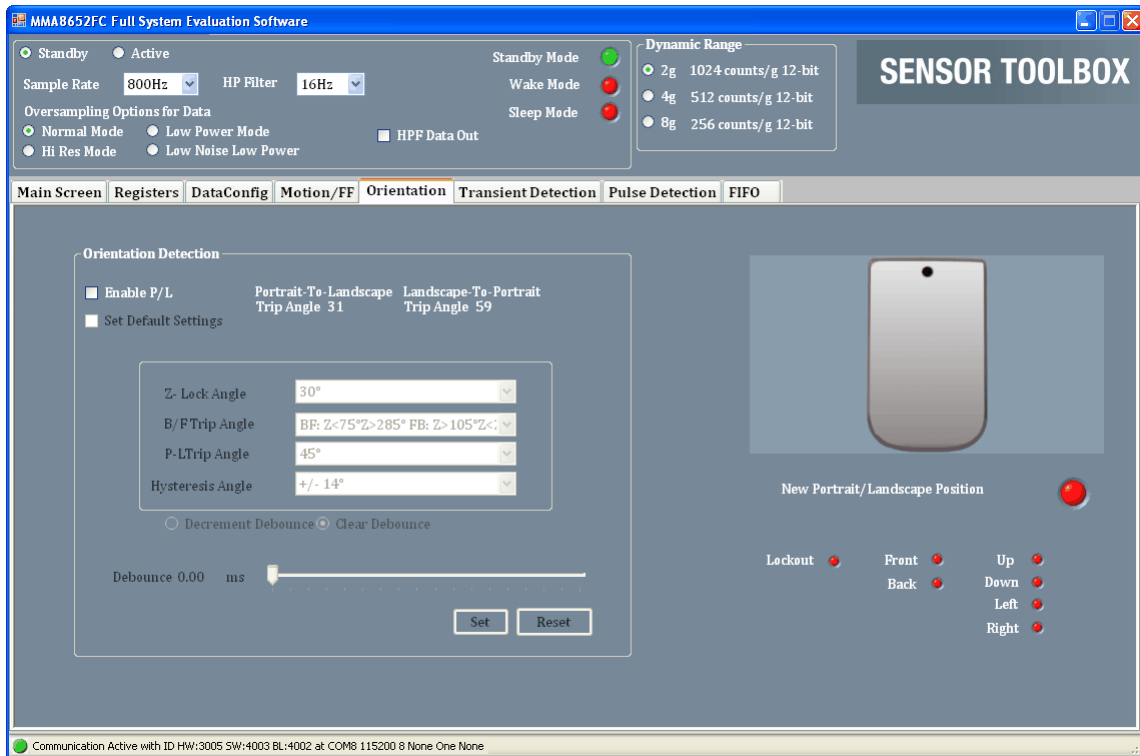 MMA8652FC Full System Evaluation Software
Standby Active
Sample Rate 800Hz HP Filter 16Hz
Oversampling Options for Data
Normal Mode Low Power Mode
Hi Res Mode Low Noise Low Power
HPF Data Out
Standby Mode
Wake Mode
Sleep Mode
Dynamic Range
2g 1024 counts/g 12-bit
4g 512 counts/g 12-bit
8g 256 counts/g 12-bit
SENSOR TOOLBOX
Main Screen Registers DataConfig Motion/FF Orientation Transient Detection Pulse Detection FIFO
Orientation Detection
Enable P/L
Set Default Settings
Portrait-To-Landscape
Trip Angle 31
Landscape-To-Portrait
Trip Angle 59
Z- Lock Angle 30°
B/F Trip Angle BF: Z<75°Z>285° FB: Z>105°Z<
P-LTrip Angle 45°
Hysteresis Angle +/- 14°
Decrement Debounce Clear Debounce
Debounce 0.00 ms
Set Reset
New Portrait/Landscape Position
Lockout Front Up
Back Down
Left
Right
Communication Active with ID HW:3005 SW:4003 BL:4002 at COM8 115200 8 None One None